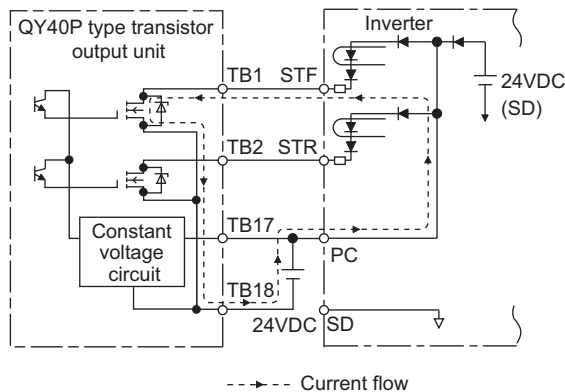 QY40P type transistor
output unit
Inverter
TB1 STF
24VDC
(SD)
TB2 STR
Constant
voltage
circuit
TB17
PC
TB18
24VDC SD
Current flow